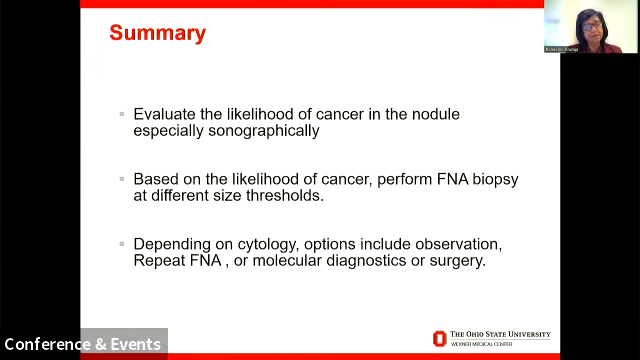 Summary
Evaluate the likelihood of cancer in the nodule
especially sonographically
Based on the likelihood of cancer, perform FNA biopsy
at different size thresholds.
Depending on cytology, options include observation,
Repeat FNA , or molecular diagnostics or surgery.
THE OHIO STATE UNIVERSITY
WEXNER MEDICAL CENTER
Conference & Events